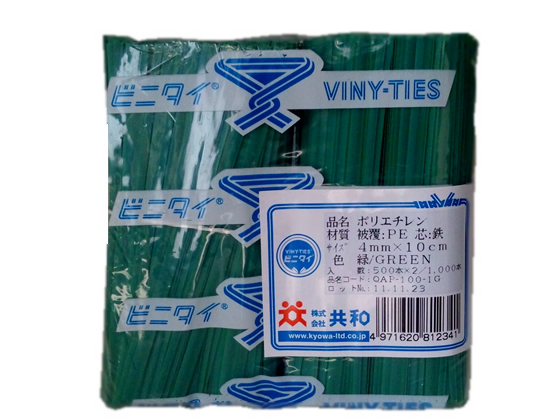 ビニタイ®
VINY-TIES
ビニタイ®
品名 ポリエチレン
材質 被覆:PE 芯:鉄
サイズ 4mm×10cm
色 緑/GREEN
入数:500本×2/1,000本
品名コード:QAP-100-1G
ロットNo.:11.11.23
VINY-TIES
ビニタイ
株式会社 共和
www.kyowa-ltd.co.jp
4 971620 812341
ビニタイ®